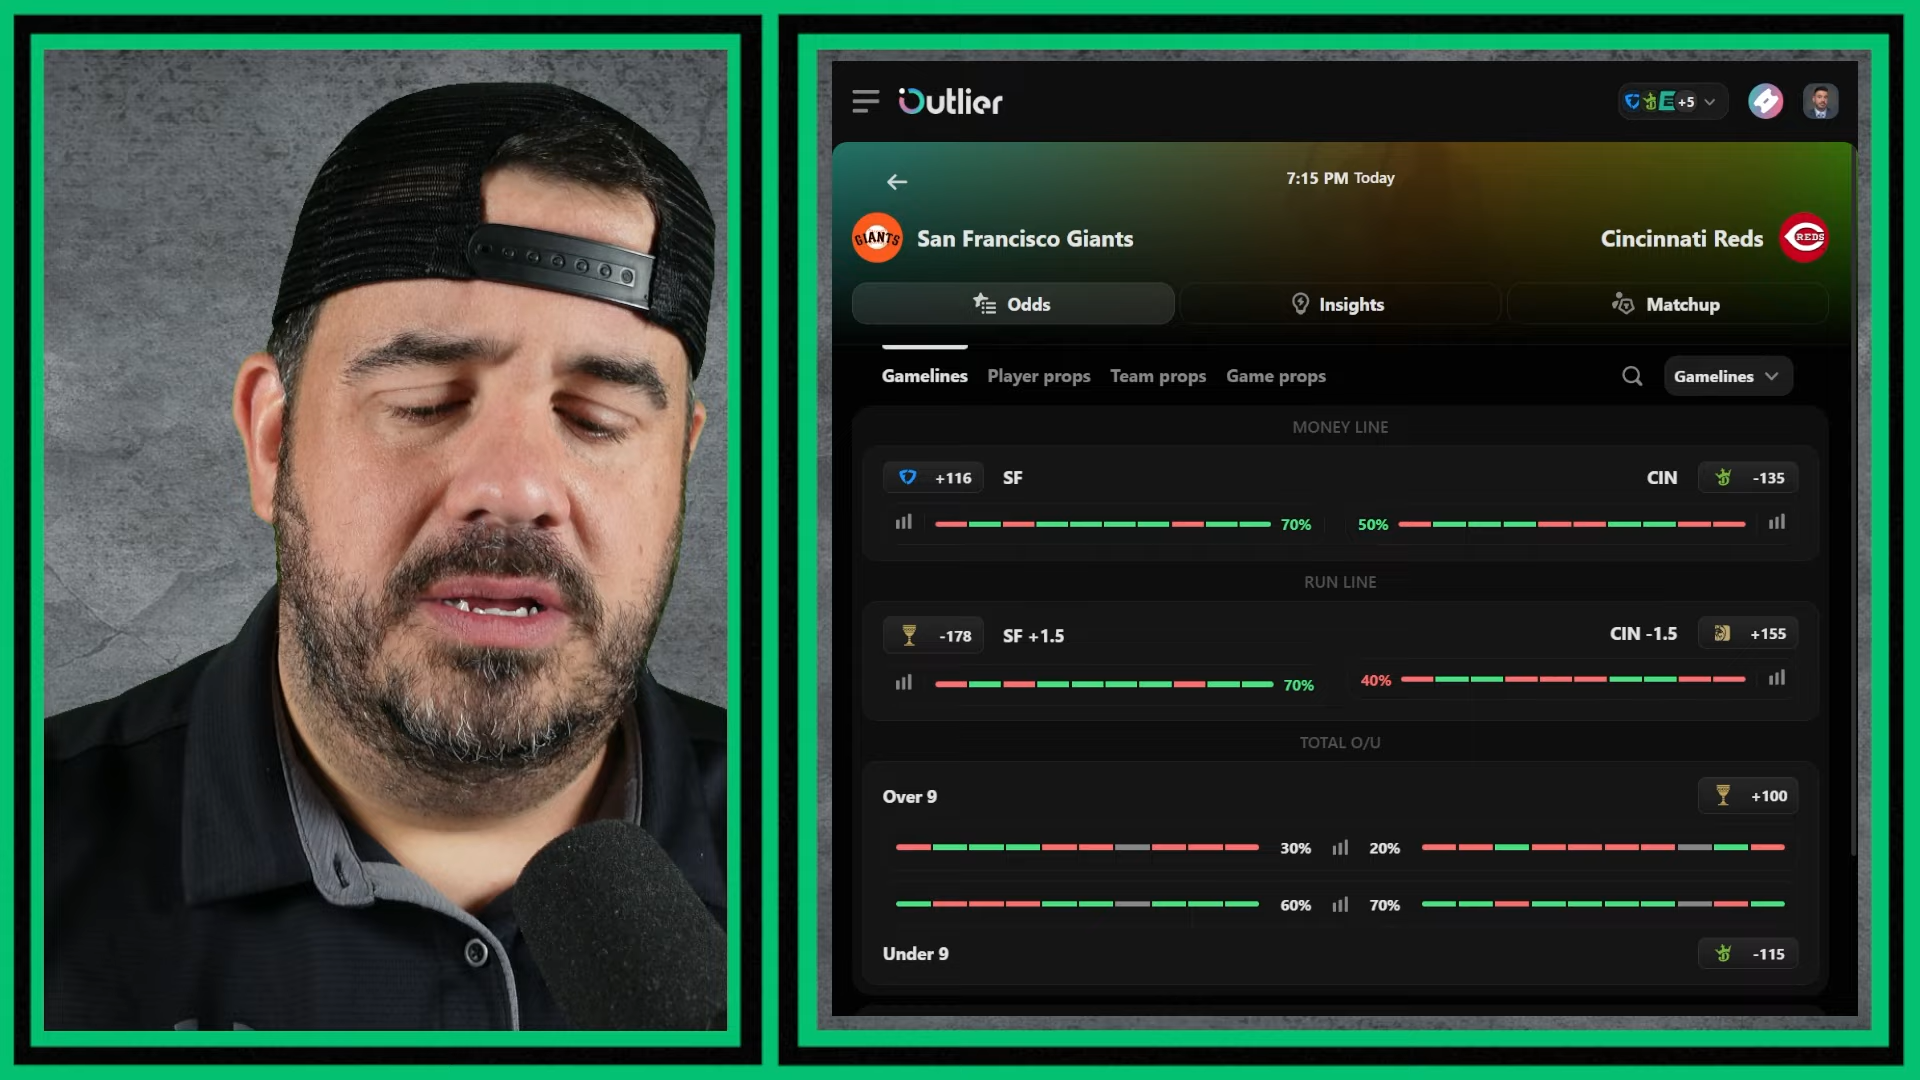 Outlier
+5
7:15 PM Today
GIANTS
San Francisco Giants
Cincinnati Reds
REDS
Odds
Insights
Matchup
Gamelines
Player props
Team props
Game props
Gamelines
MONEY LINE
+116
SF
CIN
-135
70%
50%
RUN LINE
-178
SF +1.5
CIN -1.5
+155
70%
40%
TOTAL O/U
Over 9
+100
30%
20%
60%
70%
Under 9
-115